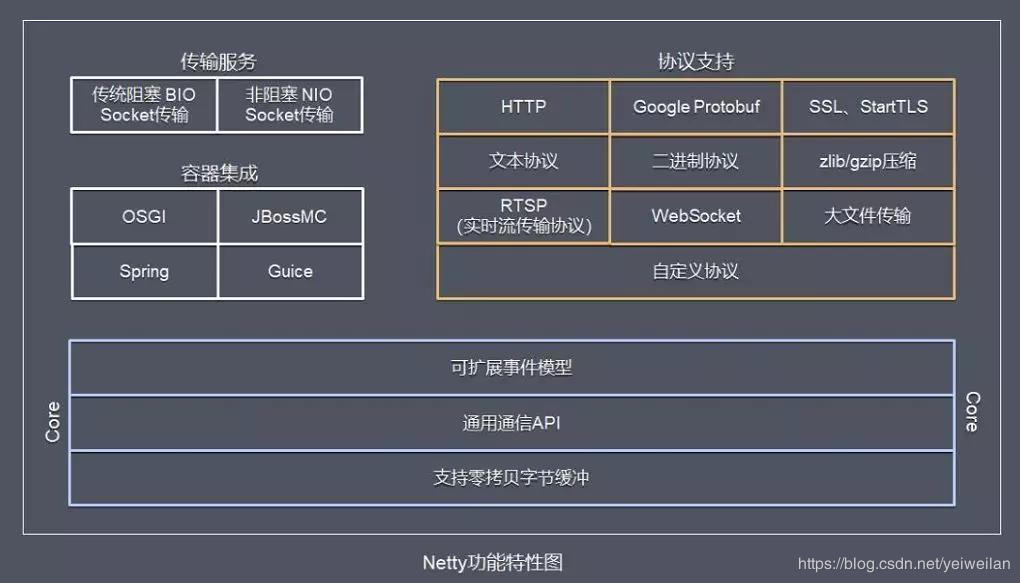 传输服务
传统阻塞 BIO
Socket传输
非阻塞 NIO
Socket传输
容器集成
OSGI
JBossMC
Spring
Guice
协议支持
HTTP
Google Protobuf
SSL、StartTLS
文本协议
二进制协议
zlib/gzip压缩
RTSP
(实时流传输协议)
WebSocket
大文件传输
自定义协议
Core
可扩展事件模型
通用通信API
支持零拷贝字节缓冲
Core
Netty功能特性图
https://blog.csdn.net/yeiweilan